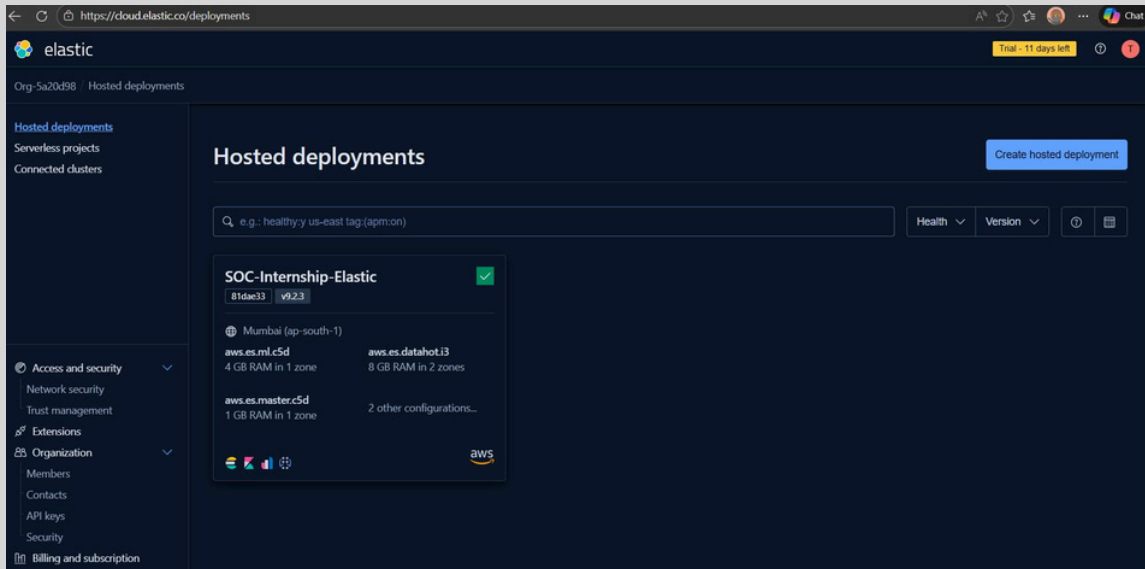 https://cloud.elastic.co/deployments
Chat
elastic
Trial - 11 days left
T
Org-5a20d98 / Hosted deployments
Hosted deployments
Serverless projects
Connected clusters
Access and security
Network security
Trust management
Extensions
Organization
Members
Contacts
API keys
Security
Billing and subscription
Hosted deployments
Create hosted deployment
e.g.: healthy:y us-east tag:(apm:on)
Health
Version
SOC-Internship-Elastic
81dae33 v9.2.3
Mumbai (ap-south-1)
aws.es.ml.c5d
4 GB RAM in 1 zone
aws.es.datahot.i3
8 GB RAM in 2 zones
aws.es.master.c5d
1 GB RAM in 1 zone
2 other configurations...
aws